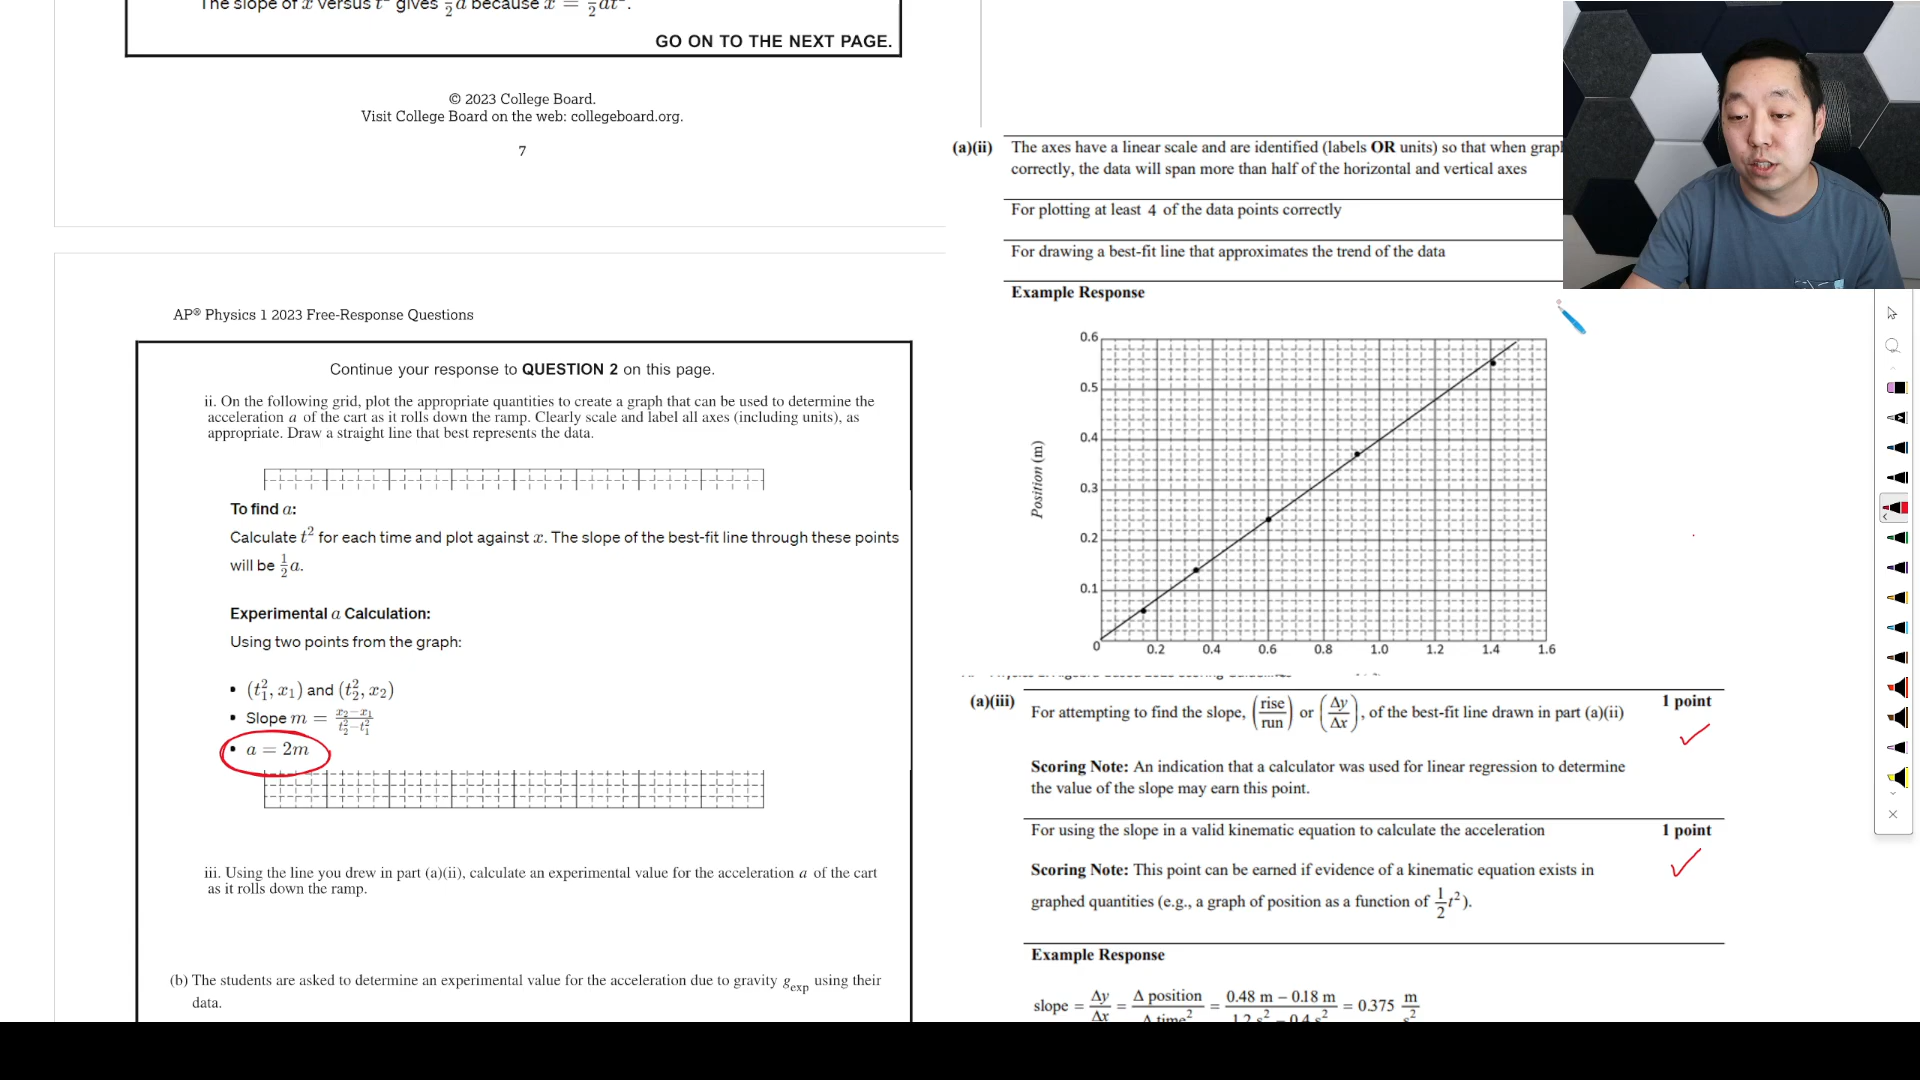 The slope of x versus t² gives ½a because x = ½at².
GO ON TO THE NEXT PAGE.
© 2023 College Board.
Visit College Board on the web: collegeboard.org.
7
AP® Physics 1 2023 Free-Response Questions
Continue your response to QUESTION 2 on this page.
ii. On the following grid, plot the appropriate quantities to create a graph that can be used to determine the
acceleration a of the cart as it rolls down the ramp. Clearly scale and label all axes (including units), as
appropriate. Draw a straight line that best represents the data.
To find a:
Calculate t² for each time and plot against x. The slope of the best-fit line through these points
will be ½a.
Experimental a Calculation:
Using two points from the graph:
• (t₁², x₁) and (t₂², x₂)
• Slope m = (x₂−x₁)/(t₂²−t₁²)
• a = 2m
iii. Using the line you drew in part (a)(ii), calculate an experimental value for the acceleration a of the cart
as it rolls down the ramp.
(b) The students are asked to determine an experimental value for the acceleration due to gravity g_exp using their
data.
(a)(ii) The axes have a linear scale and are identified (labels OR units) so that when
correctly, the data will span more than half of the horizontal and vertical axes
For plotting at least 4 of the data points correctly
For drawing a best-fit line that approximates the trend of the data
Example Response
Position (m)
0.6
0.5
0.4
0.3
0.2
0.1
0 0.2 0.4 0.6 0.8 1.0 1.2 1.4 1.6
(a)(iii) For attempting to find the slope, (rise/run) or (Δy/Δx), of the best-fit line drawn in part (a)(ii) 1 point
Scoring Note: An indication that a calculator was used for linear regression to determine
the value of the slope may earn this point.
For using the slope in a valid kinematic equation to calculate the acceleration 1 point
Scoring Note: This point can be earned if evidence of a kinematic equation exists in
graphed quantities (e.g., a graph of position as a function of ½t²).
Example Response
slope = Δy/Δx = Δ position/Δ time² = (0.48 m − 0.18 m)/(1.2 s² − 0.4 s²) = 0.375 m/s²